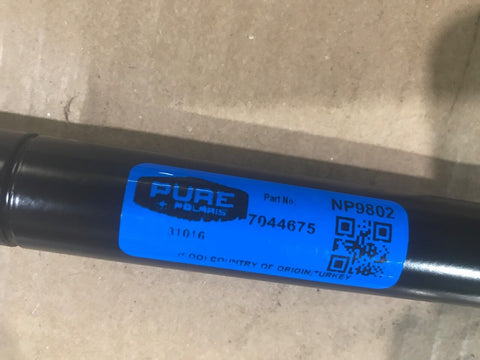 PURE
POLARIS
Part No:
NP9802
7044675
31016
COUNTRY OF ORIGIN:TURKEY